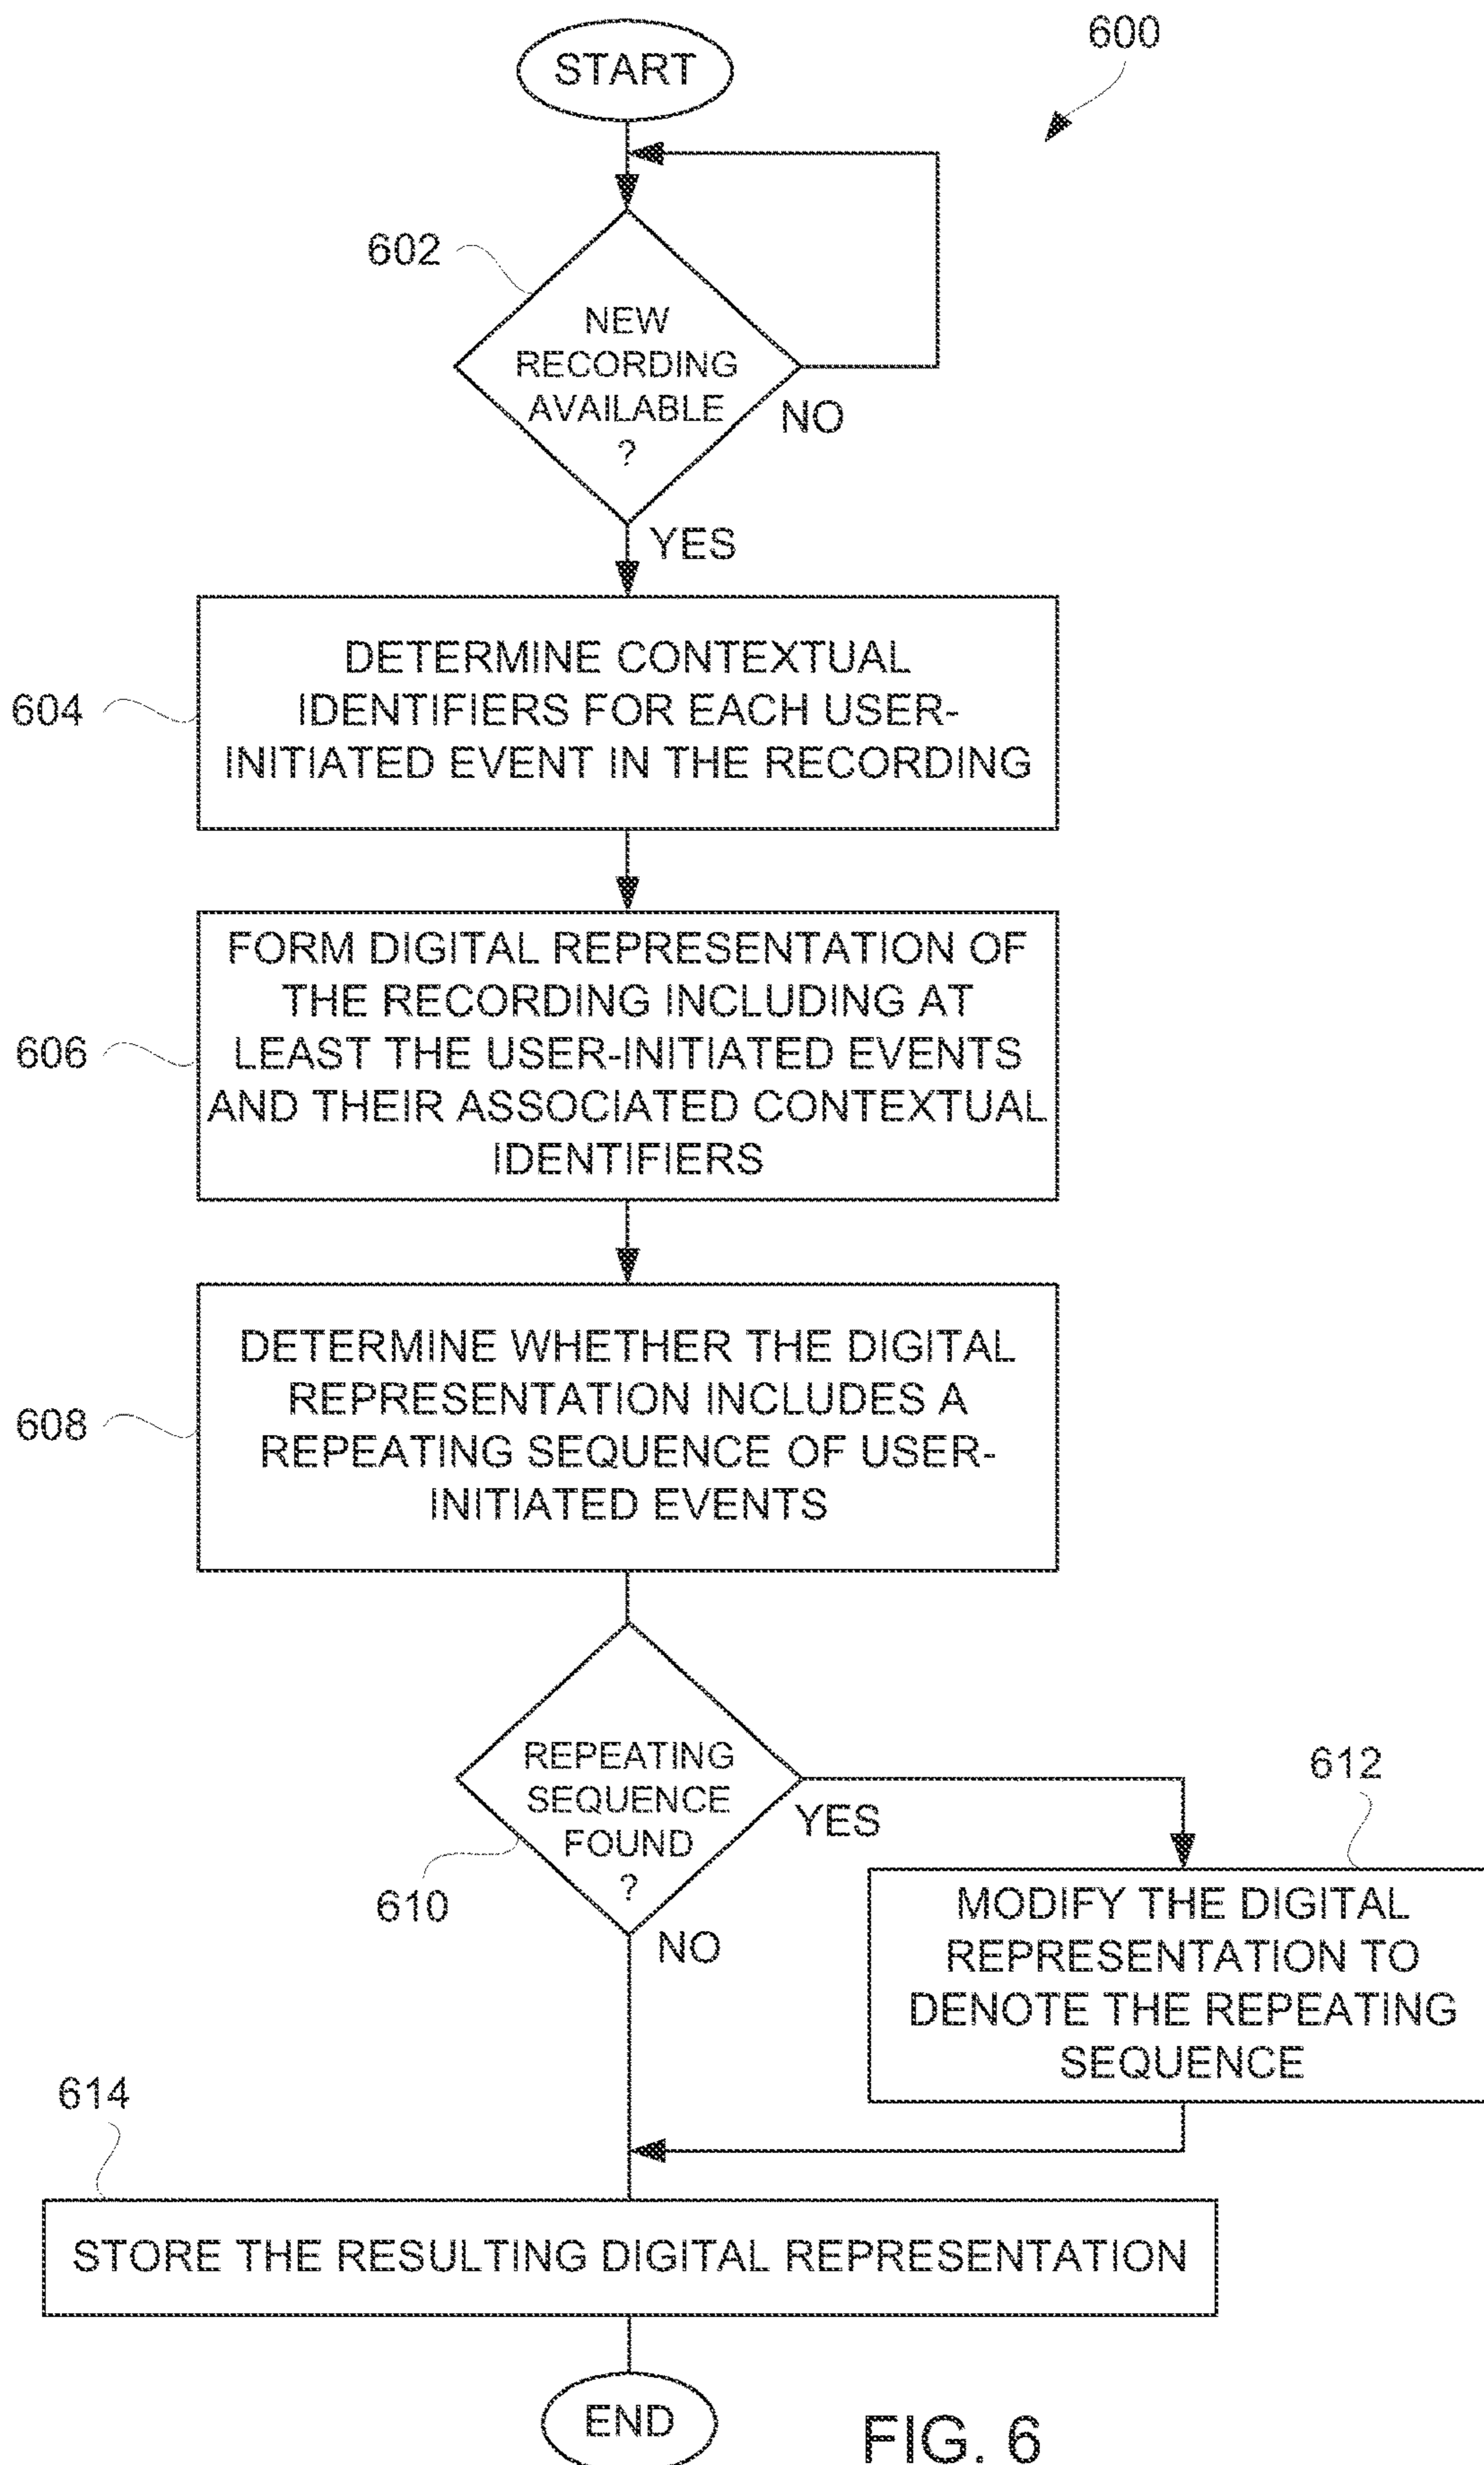 600
START
602
NEW
RECORDING
AVAILABLE
?
NO
YES
604
DETERMINE CONTEXTUAL
IDENTIFIERS FOR EACH USER-
INITIATED EVENT IN THE RECORDING
606
FORM DIGITAL REPRESENTATION OF
THE RECORDING INCLUDING AT
LEAST THE USER-INITIATED EVENTS
AND THEIR ASSOCIATED CONTEXTUAL
IDENTIFIERS
608
DETERMINE WHETHER THE DIGITAL
REPRESENTATION INCLUDES A
REPEATING SEQUENCE OF USER-
INITIATED EVENTS
610
REPEATING
SEQUENCE
FOUND
?
YES
NO
612
MODIFY THE DIGITAL
REPRESENTATION TO
DENOTE THE REPEATING
SEQUENCE
614
STORE THE RESULTING DIGITAL REPRESENTATION
END
FIG. 6